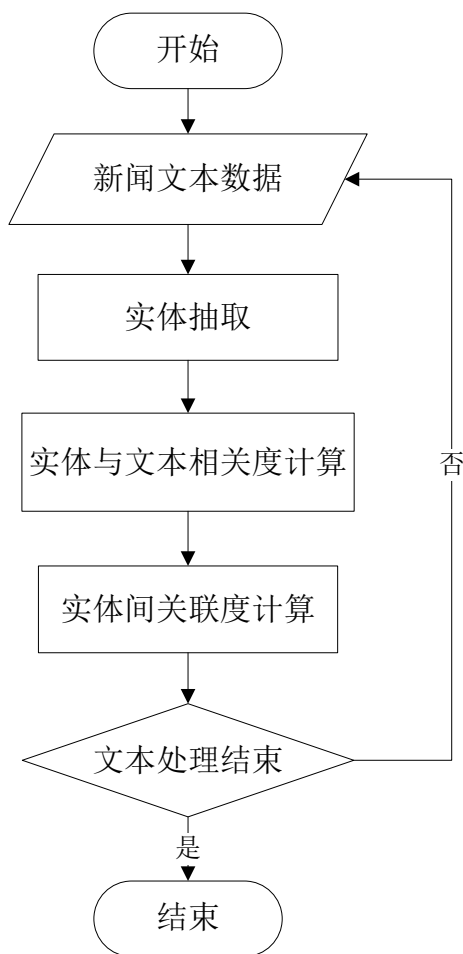 开始
新闻文本数据
实体抽取
实体与文本相关度计算
否
实体间关联度计算
文本处理结束
是
结束